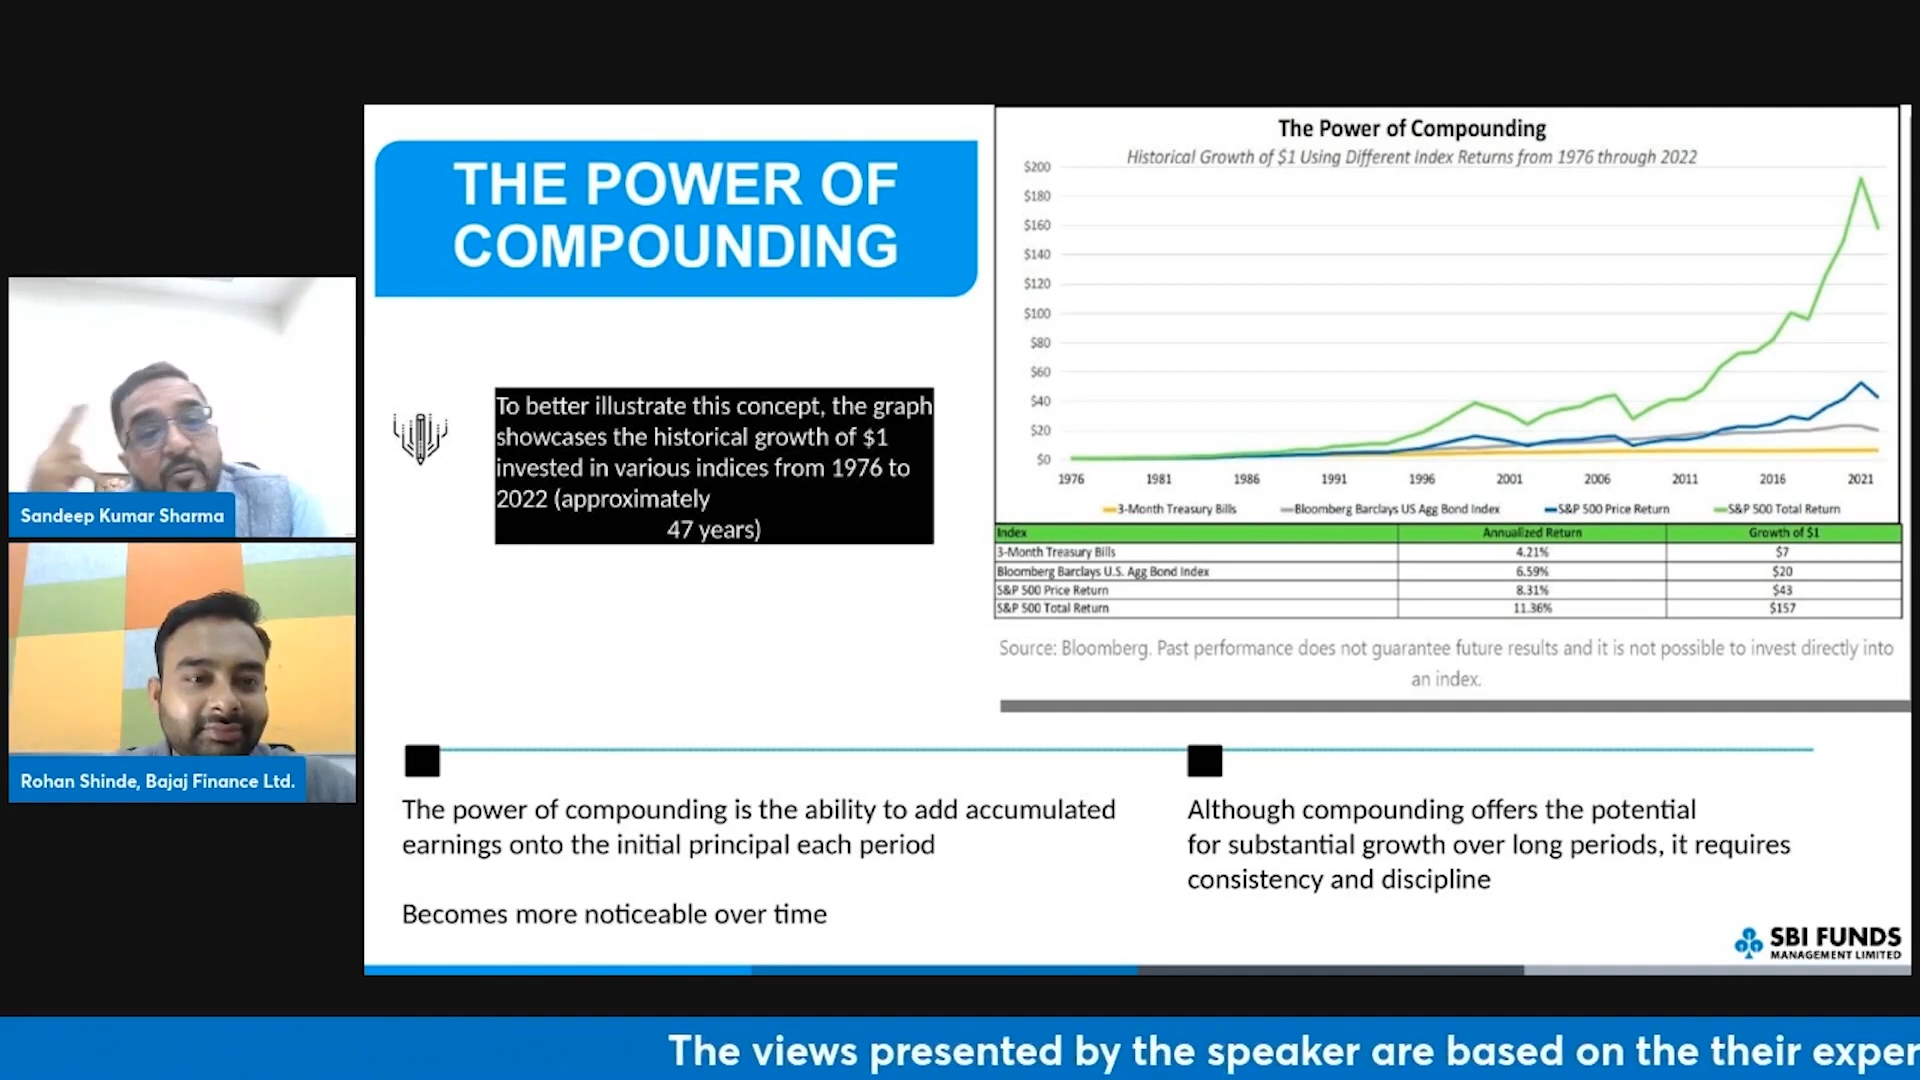 THE POWER OF
COMPOUNDING
To better illustrate this concept, the graph
showcases the historical growth of $1
invested in various indices from 1976 to
2022 (approximately
47 years)
The Power of Compounding
Historical Growth of $1 Using Different Index Returns from 1976 through 2022
$200
$180
$160
$140
$120
$100
$80
$60
$40
$20
$0
1976 1981 1986 1991 1996 2001 2006 2011 2016 2021
3-Month Treasury Bills Bloomberg Barclays US Agg Bond Index S&P 500 Price Return S&P 500 Total Return
Index Annualized Return Growth of $1
3-Month Treasury Bills 4.21% $7
Bloomberg Barclays U.S. Agg Bond Index 6.59% $20
S&P 500 Price Return 8.31% $43
S&P 500 Total Return 11.36% $157
Source: Bloomberg. Past performance does not guarantee future results and it is not possible to invest directly into
an index.
Sandeep Kumar Sharma
Rohan Shinde, Bajaj Finance Ltd.
The power of compounding is the ability to add accumulated
earnings onto the initial principal each period
Becomes more noticeable over time
Although compounding offers the potential
for substantial growth over long periods, it requires
consistency and discipline
SBI FUNDS
MANAGEMENT LIMITED
The views presented by the speaker are based on the their exper